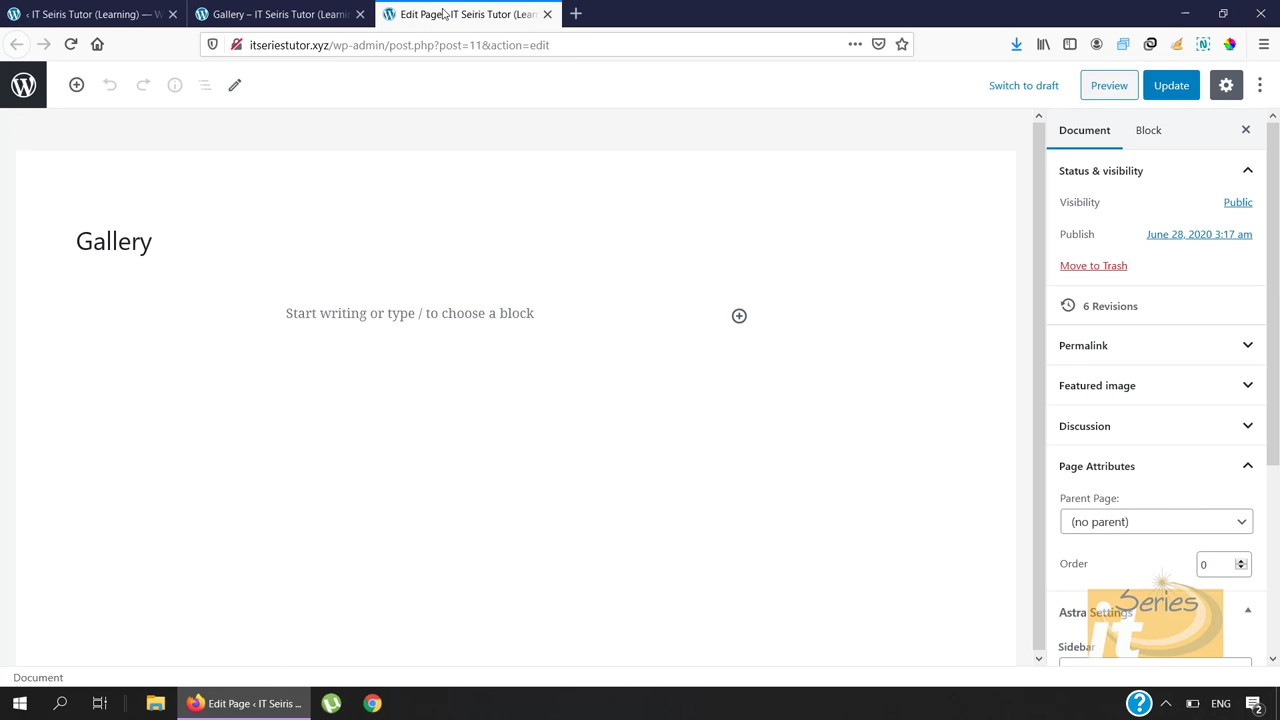 ‹ IT Seiris Tutor (Learning) — W
Gallery – IT Seiris Tutor (Learni
Edit Page ‹ IT Seiris Tutor (Lear
itseriestutor.xyz/wp-admin/post.php?post=11&action=edit
Switch to draft
Preview
Update
Document
Block
Status & visibility
Visibility
Public
Publish
June 28, 2020 3:17 am
Move to Trash
6 Revisions
Permalink
Featured image
Discussion
Page Attributes
Parent Page:
(no parent)
Order
0
Astra Settings
Sidebar
Gallery
Start writing or type / to choose a block
Series
it
Document
Edit Page ‹ IT Seiris ...
ENG
2